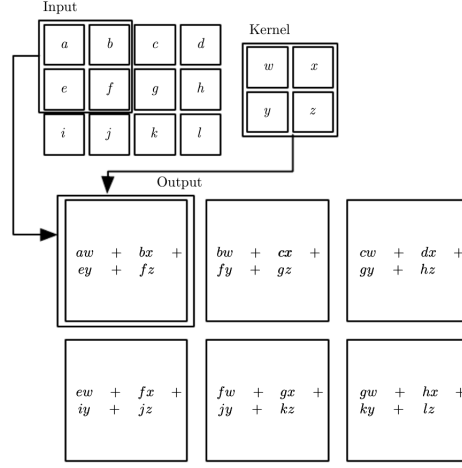 Input
a b c d
Kernel
w x
e f g h
y z
i j k l
Output
aw + bx +
ey + fz
bw + cx +
fy + gz
cw + dx +
gy + hz
ew + fx +
iy + jz
fw + gx +
jy + kz
gw + hx +
ky + lz